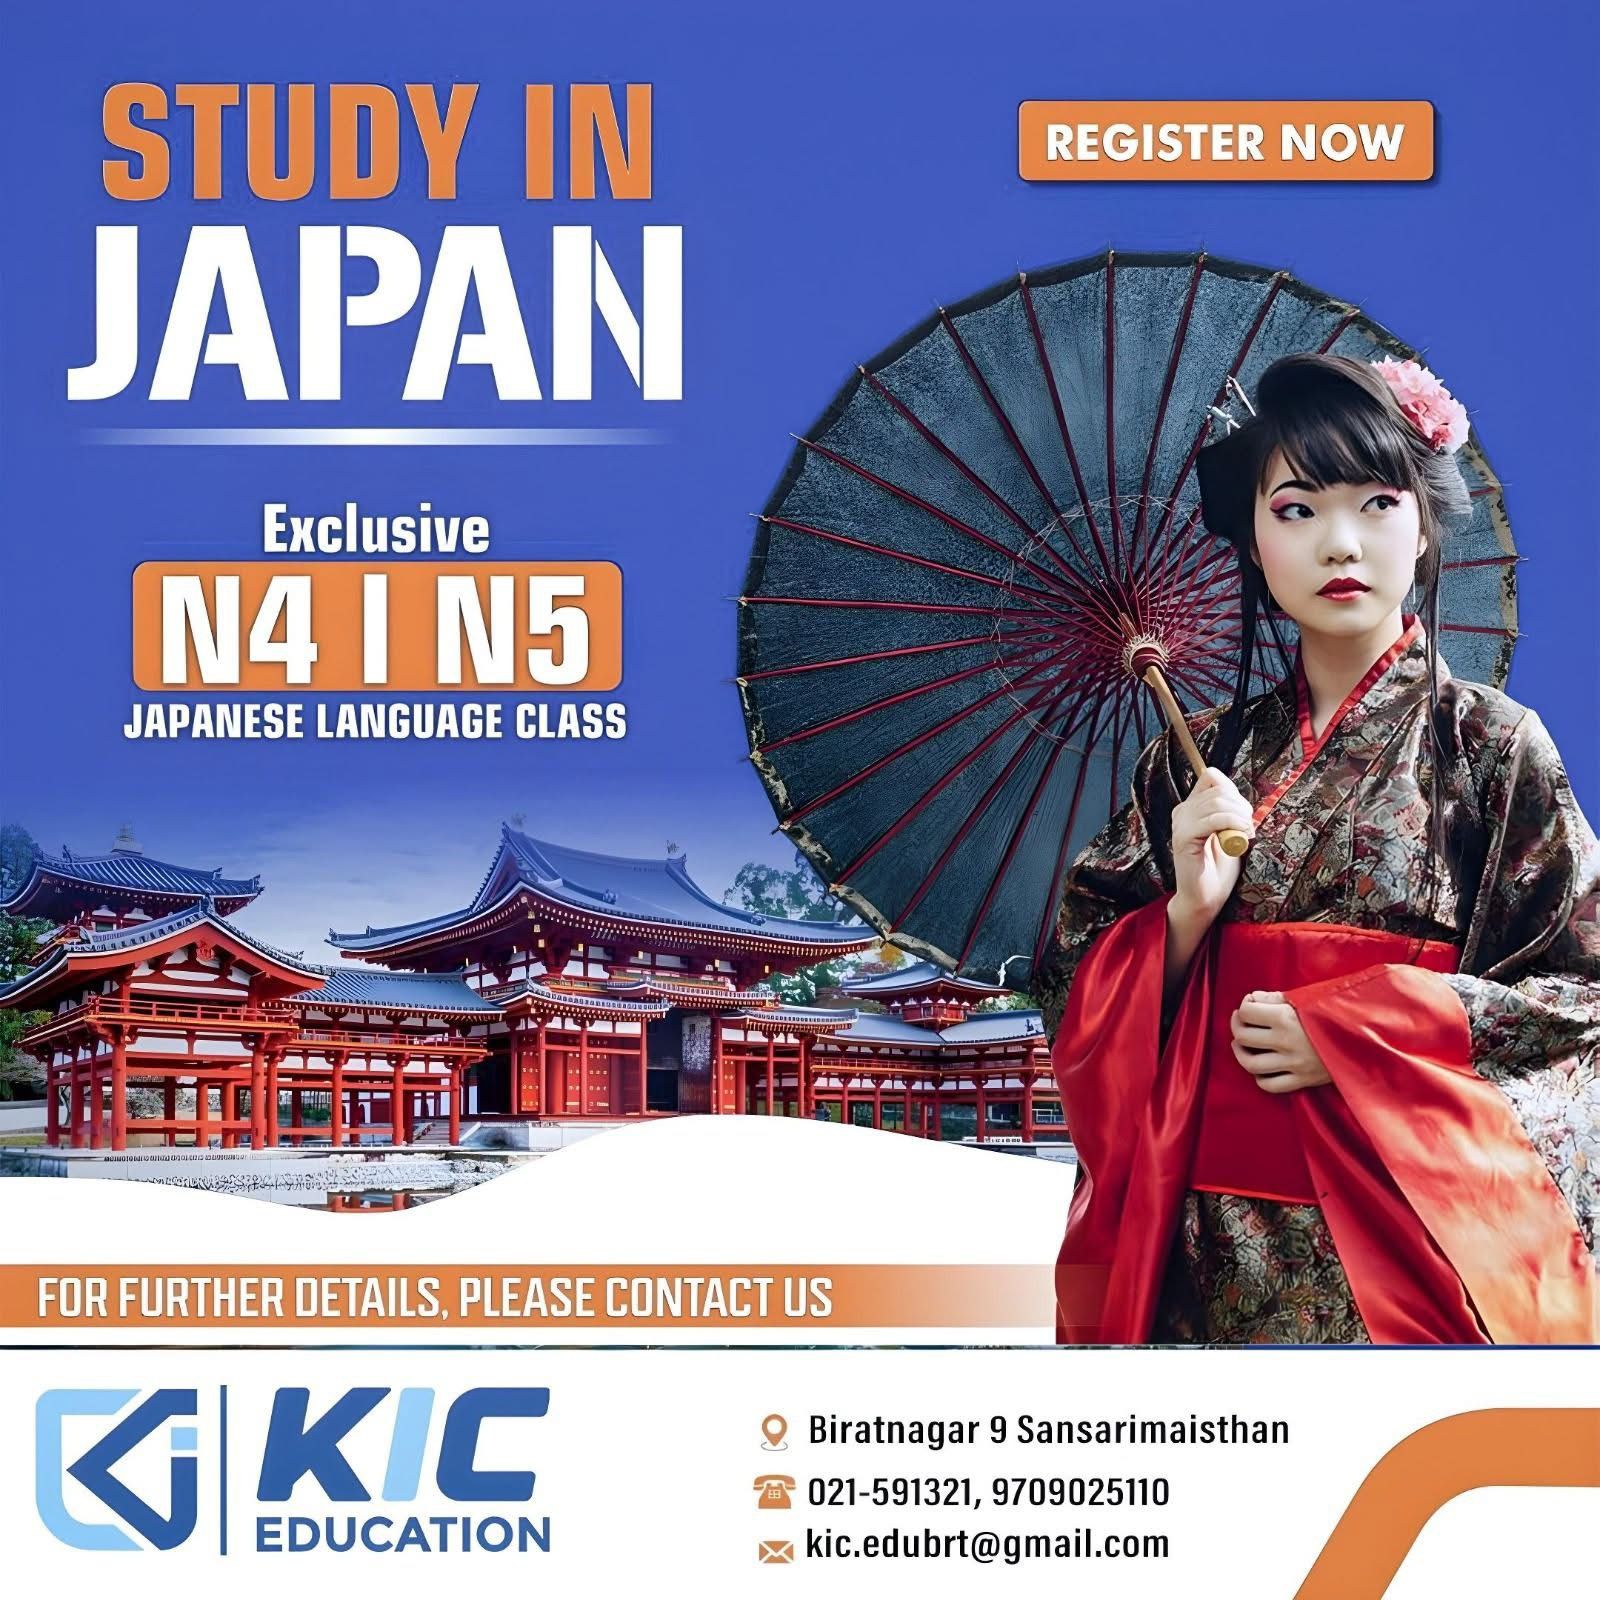 STUDY IN
JAPAN
REGISTER NOW
Exclusive
N4 | N5
JAPANESE LANGUAGE CLASS
FOR FURTHER DETAILS, PLEASE CONTACT US
KIC
EDUCATION
Biratnagar 9 Sansarimaisthan
021-591321, 9709025110
kic.edubrt@gmail.com